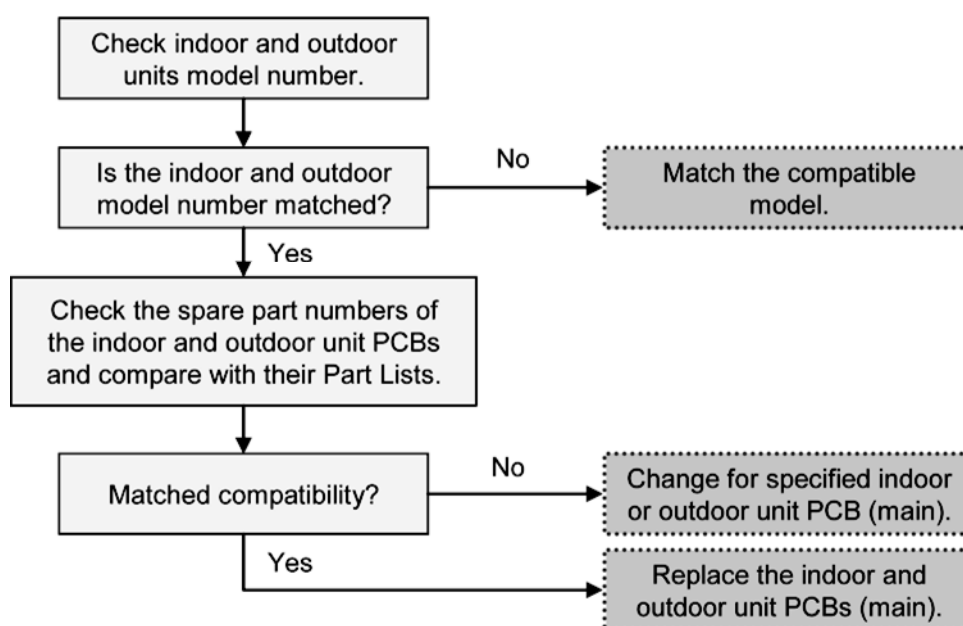 Check indoor and outdoor
units model number.
Is the indoor and outdoor
model number matched?
No
Match the compatible
model.
Yes
Check the spare part numbers of
the indoor and outdoor unit PCBs
and compare with their Part Lists.
Matched compatibility?
No
Change for specified indoor
or outdoor unit PCB (main).
Yes
Replace the indoor and
outdoor unit PCBs (main).